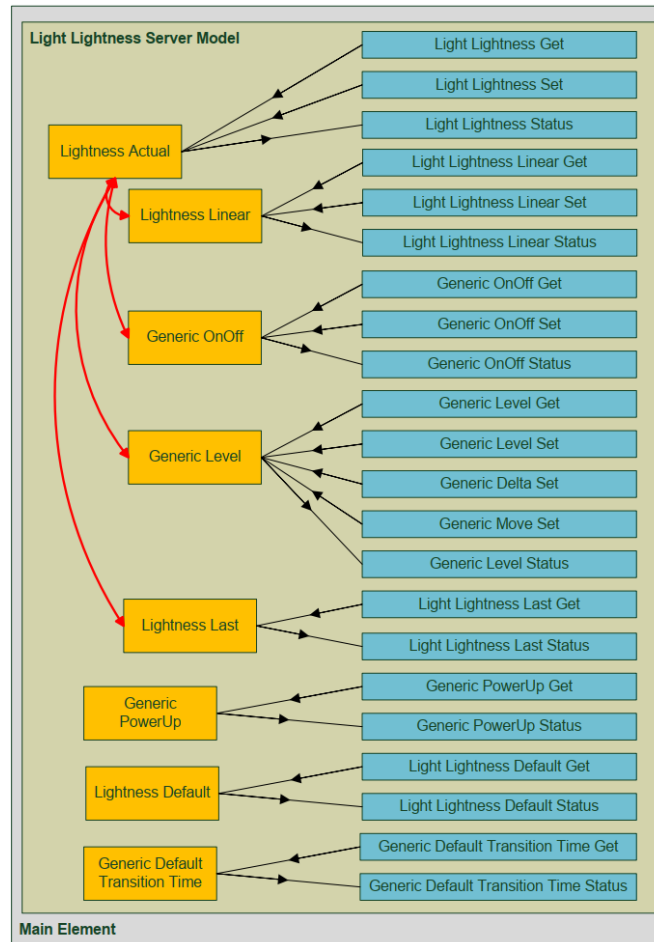 Light Lightness Server Model
Light Lightness Get
Light Lightness Set
Light Lightness Status
Lightness Actual
Light Lightness Linear Get
Light Lightness Linear Set
Light Lightness Linear Status
Lightness Linear
Generic OnOff Get
Generic OnOff Set
Generic OnOff Status
Generic OnOff
Generic Level Get
Generic Level Set
Generic Delta Set
Generic Move Set
Generic Level Status
Generic Level
Light Lightness Last Get
Light Lightness Last Status
Lightness Last
Generic PowerUp Get
Generic PowerUp Status
Generic
PowerUp
Light Lightness Default Get
Light Lightness Default Status
Lightness Default
Generic Default Transition Time Get
Generic Default Transition Time Status
Generic Default
Transition Time
Main Element